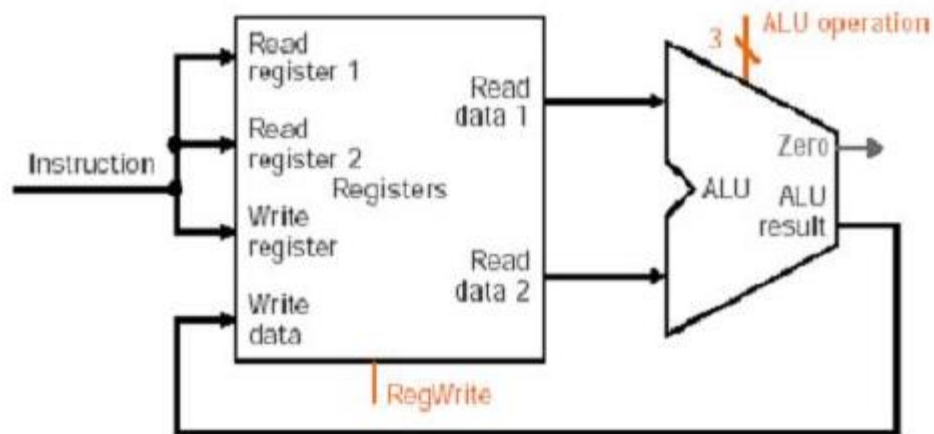 Instruction
Read
register 1
Read
register 2
Registers
Write
register
Write
data
Read
data 1
Read
data 2
RegWrite
3
ALU operation
Zero
ALU
ALU
result